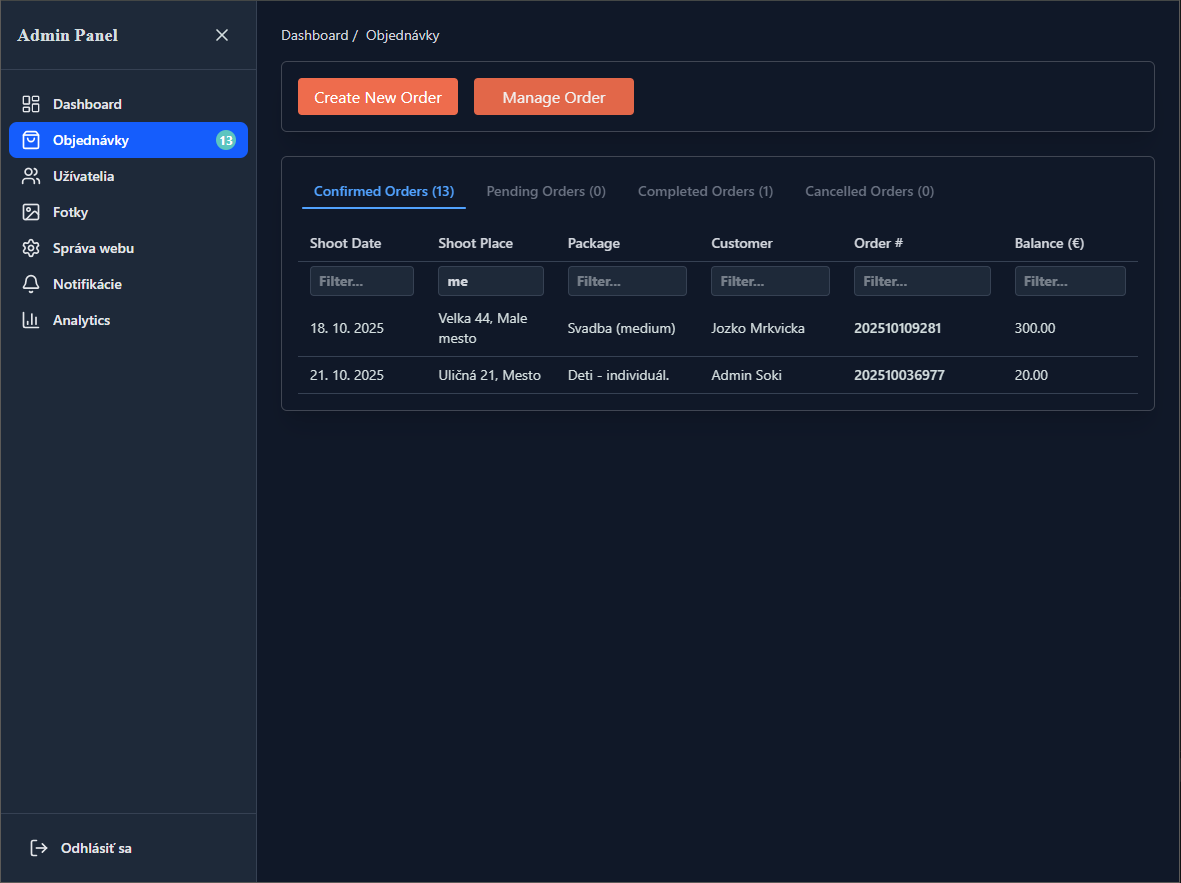 Admin Panel
Dashboard
Objednávky 13
Užívatelia
Fotky
Správa webu
Notifikácie
Analytics
Odhlásiť sa
Dashboard / Objednávky
Create New Order Manage Order
Confirmed Orders (13) Pending Orders (0) Completed Orders (1) Cancelled Orders (0)
Shoot Date Shoot Place Package Customer Order # Balance (€)
Filter... me Filter... Filter... Filter... Filter...
18. 10. 2025 Velka 44, Male mesto Svadba (medium) Jozko Mrkvicka 202510109281 300.00
21. 10. 2025 Uličná 21, Mesto Deti - individuál. Admin Soki 202510036977 20.00